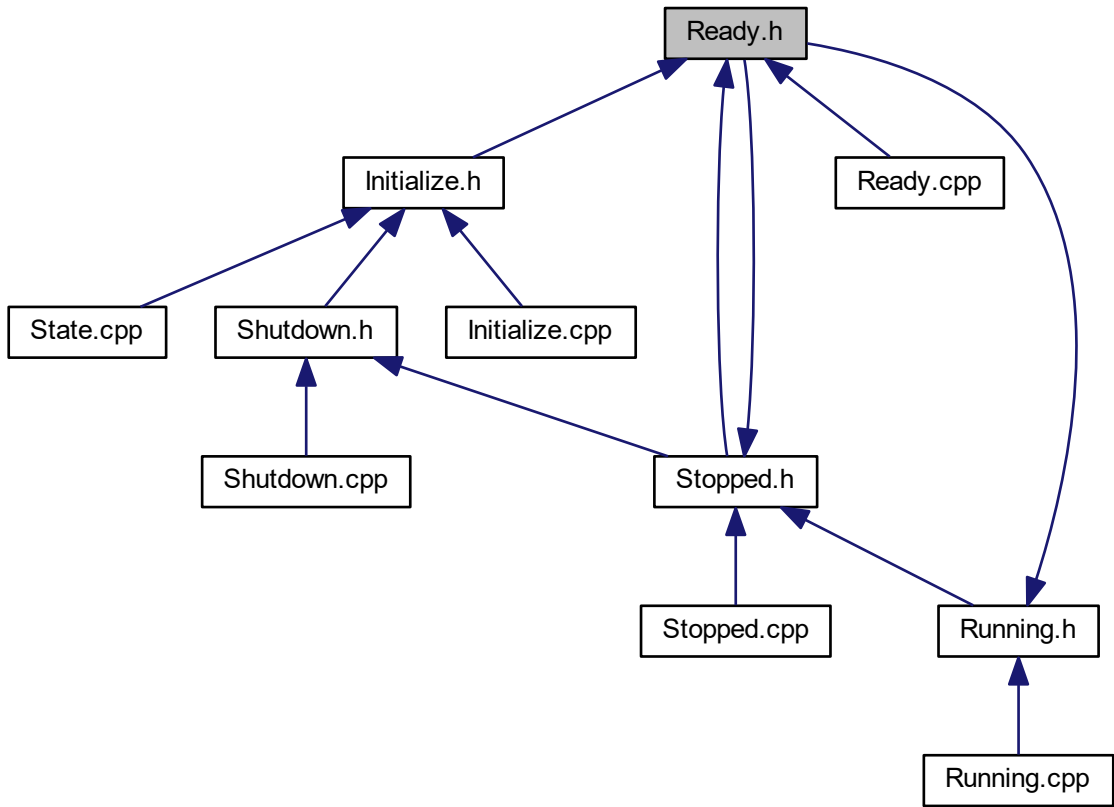 Ready.h
Initialize.h
Ready.cpp
State.cpp
Shutdown.h
Initialize.cpp
Shutdown.cpp
Stopped.h
Stopped.cpp
Running.h
Running.cpp